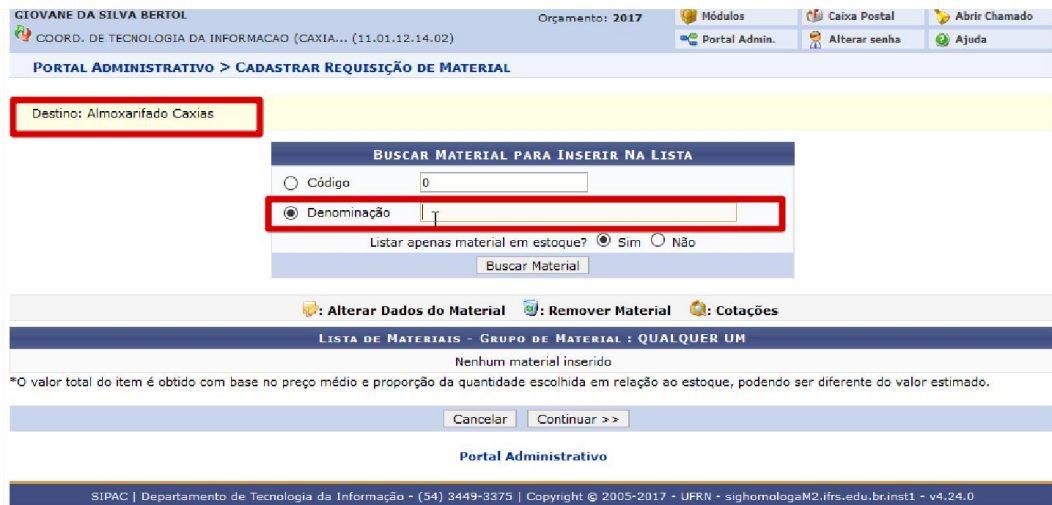 GIOVANE DA SILVA BERTOL Orçamento: 2017 Módulos Caixa Postal Abrir Chamado
COORD. DE TECNOLOGIA DA INFORMACAO (CAXIA... (11.01.12.14.02) Portal Admin. Alterar senha Ajuda
PORTAL ADMINISTRATIVO > CADASTRAR REQUISIÇÃO DE MATERIAL
Destino: Almoxarifado Caxias
BUSCAR MATERIAL PARA INSERIR NA LISTA
Código 0
Denominação
Listar apenas material em estoque? Sim Não
Buscar Material
: Alterar Dados do Material : Remover Material : Cotações
LISTA DE MATERIAIS - GRUPO DE MATERIAL : QUALQUER UM
Nenhum material inserido
*O valor total do item é obtido com base no preço médio e proporção da quantidade escolhida em relação ao estoque, podendo ser diferente do valor estimado.
Cancelar Continuar >>
Portal Administrativo
SIPAC | Departamento de Tecnologia da Informação - (54) 3449-3375 | Copyright © 2005-2017 - UFRN - sighomologaM2.ifrs.edu.br.inst1 - v4.24.0